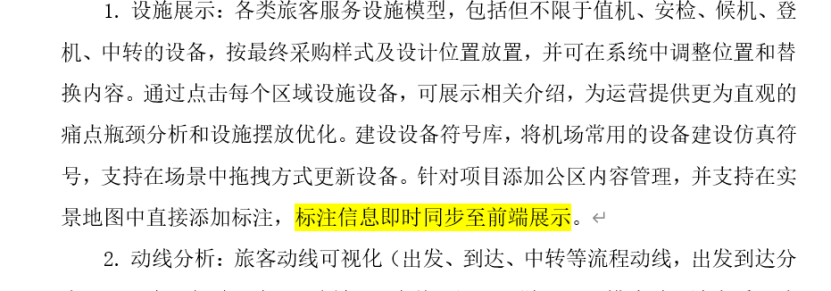 1. 设施展示：各类旅客服务设施模型，包括但不限于值机、安检、候机、登
机、中转的设备，按最终采购样式及设计位置放置，并可在系统中调整位置和替
换内容。通过点击每个区域设施设备，可展示相关介绍，为运营提供更为直观的
痛点瓶颈分析和设施摆放优化。建设设备符号库，将机场常用的设备建设仿真符
号，支持在场景中拖拽方式更新设备。针对项目添加公区内容管理，并支持在实
景地图中直接添加标注，标注信息即时同步至前端展示。
2. 动线分析：旅客动线可视化（出发、到达、中转等流程动线，出发到达分